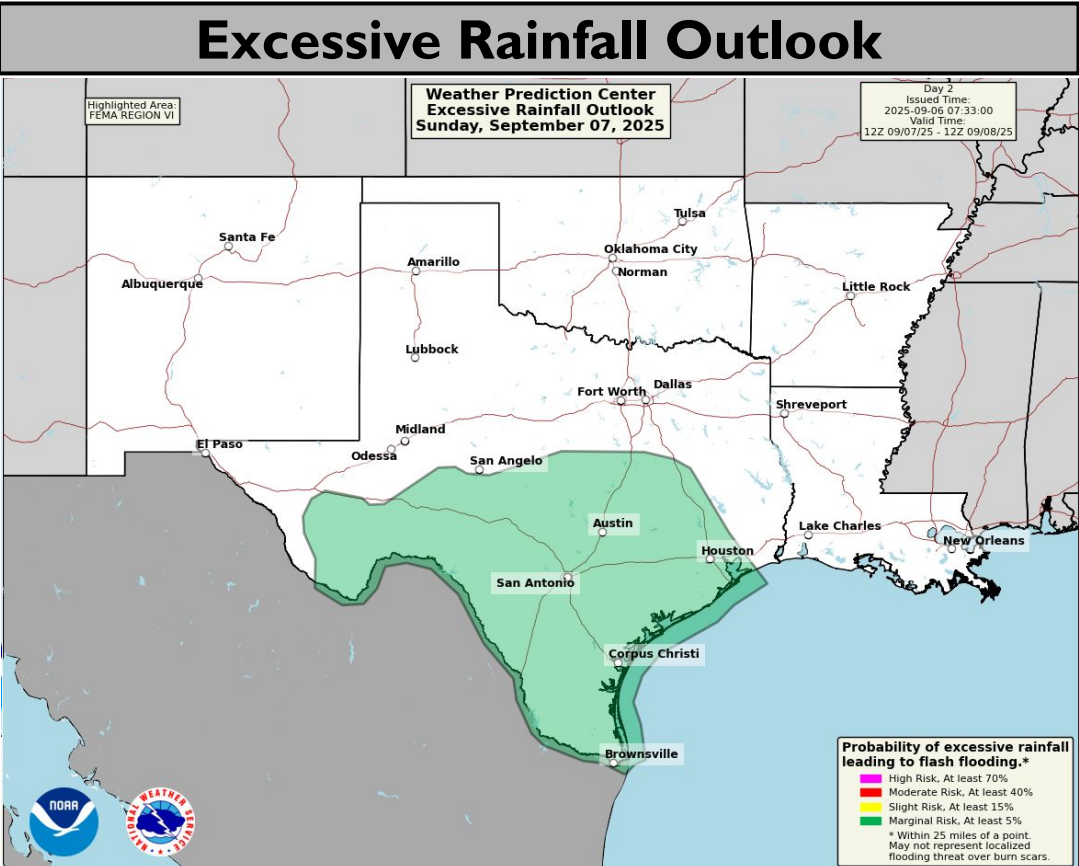 Excessive Rainfall Outlook
Highlighted Area:
FEMA REGION VI
Weather Prediction Center
Excessive Rainfall Outlook
Sunday, September 07, 2025
Day 2
Issued Time:
2025-09-06 07:33:00
Valid Time:
12Z 09/07/25 - 12Z 09/08/25
Tulsa
Santa Fe
Oklahoma City
Amarillo
Norman
Albuquerque
Little Rock
Lubbock
Fort Worth
Dallas
Shreveport
Midland
El Paso
Odessa
San Angelo
Austin
Lake Charles
New Orleans
Houston
San Antonio
Corpus Christi
Brownsville
Probability of excessive rainfall
leading to flash flooding.*
High Risk, At least 70%
Moderate Risk, At least 40%
Slight Risk, At least 15%
Marginal Risk, At least 5%
* Within 25 miles of a point.
May not represent localized
flooding threat over burn scars.
NOAA
NATIONAL WEATHER SERVICE